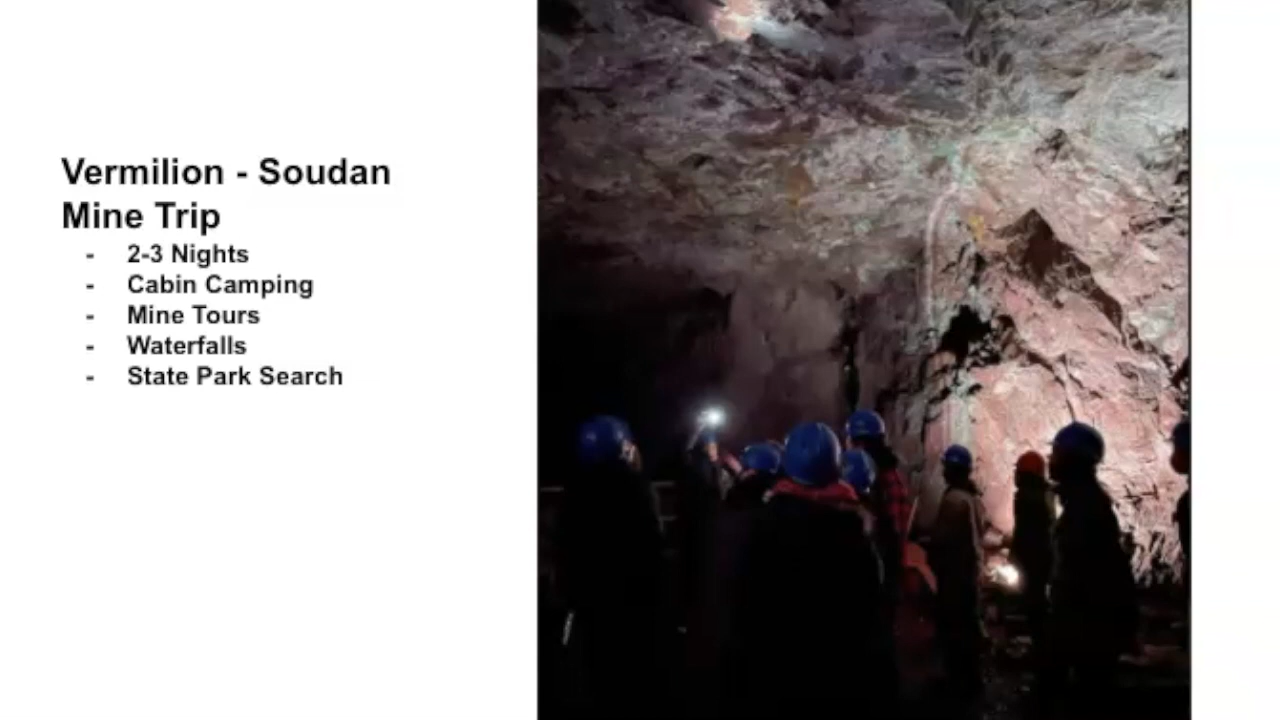 Vermilion - Soudan
Mine Trip
- 2-3 Nights
- Cabin Camping
- Mine Tours
- Waterfalls
- State Park Search